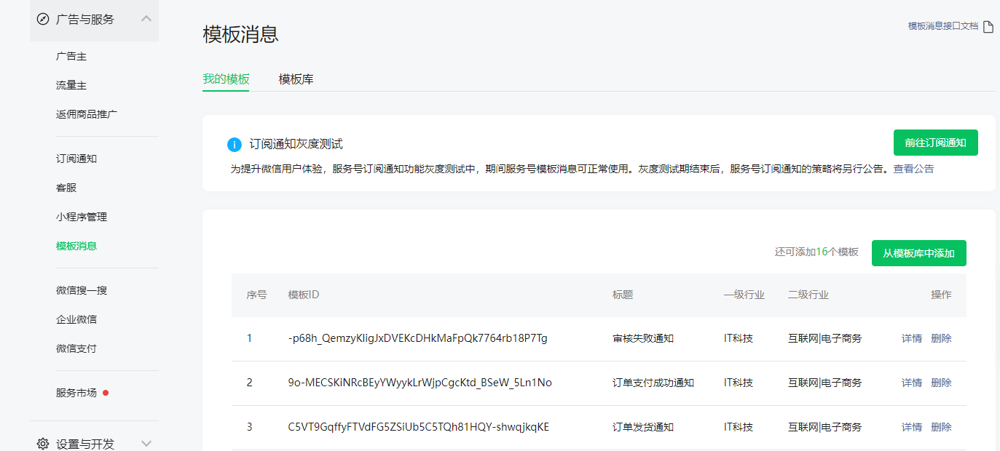 广告与服务
广告主
流量主
返佣商品推广
订阅通知
客服
小程序管理
模板消息
微信搜一搜
企业微信
微信支付
服务市场
设置与开发
模板消息
模板消息接口文档
我的模板 模板库
订阅通知灰度测试
前往订阅通知
为提升微信用户体验，服务号订阅通知功能灰度测试中，期间服务号模板消息可正常使用。灰度测试期结束后，服务号订阅通知的策略将另行公告。查看公告
还可添加16个模板 从模板库中添加
序号 模板ID 标题 一级行业 二级行业 操作
1 -p68h_QemzyKligJxDVEKcDHkMaFpQk7764rb18P7Tg 审核失败通知 IT科技 互联网|电子商务 详情 删除
2 9o-MECSKiNRcBEyYWyykLrWjpCgcKtd_BSeW_5Ln1No 订单支付成功通知 IT科技 互联网|电子商务 详情 删除
3 C5VT9GqffyFTVdFG5ZSiUb5C5TQh81HQY-shwqjkqKE 订单发货通知 IT科技 互联网|电子商务 详情 删除